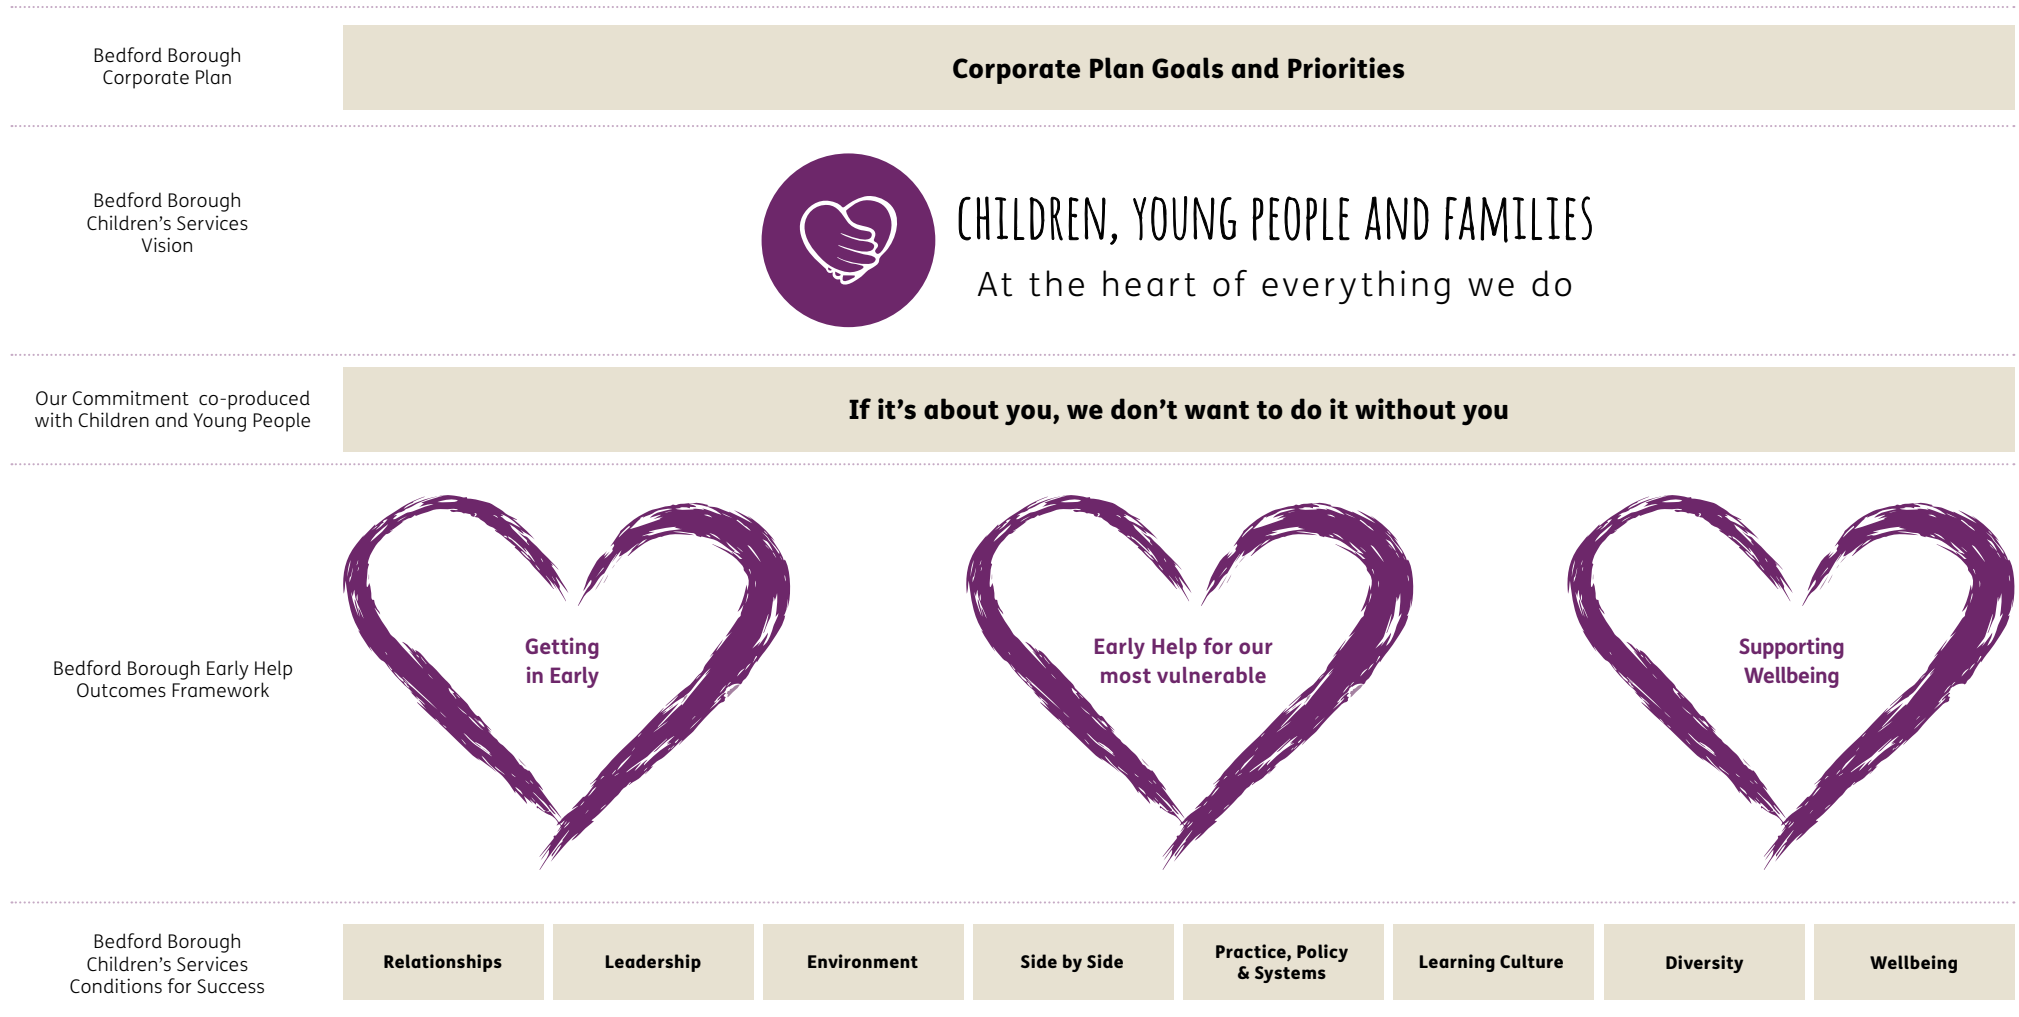 Bedford Borough
Corporate Plan
Corporate Plan Goals and Priorities
Bedford Borough
Children’s Services
Vision
CHILDREN, YOUNG PEOPLE AND FAMILIES
At the heart of everything we do
Our Commitment co-produced
with Children and Young People
If it’s about you, we don’t want to do it without you
Bedford Borough Early Help
Outcomes Framework
Getting
in Early
Early Help for our
most vulnerable
Supporting
Wellbeing
Bedford Borough
Children’s Services
Conditions for Success
Relationships
Leadership
Environment
Side by Side
Practice, Policy
& Systems
Learning Culture
Diversity
Wellbeing